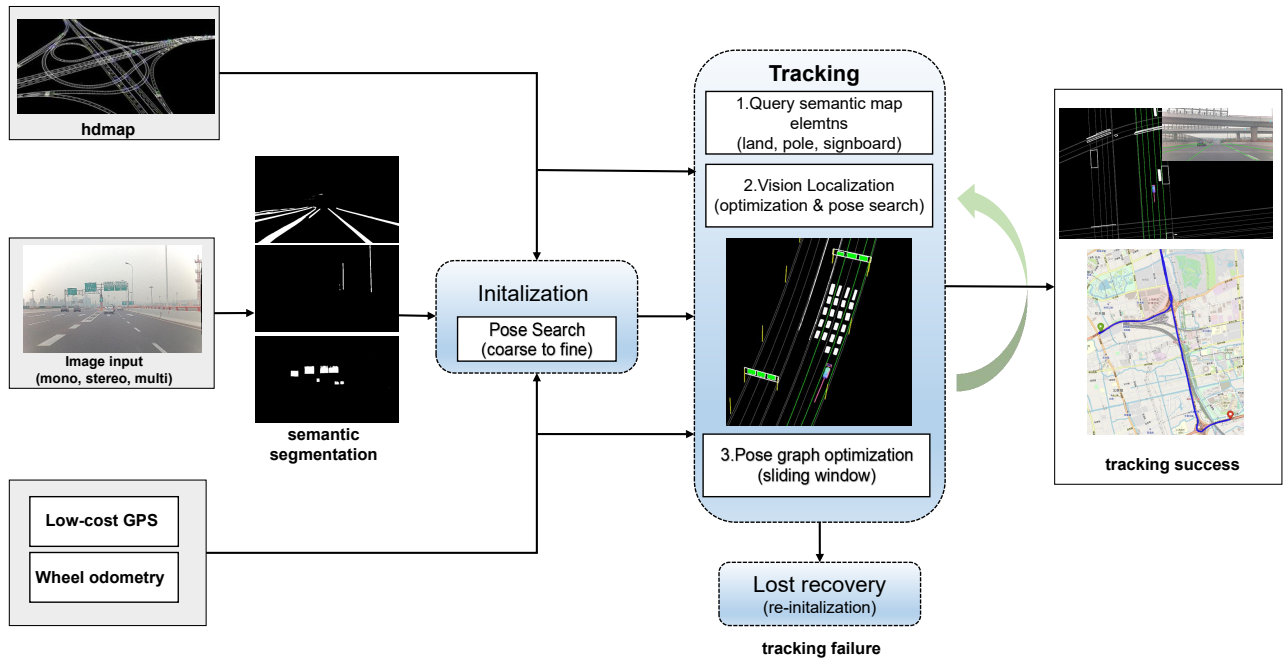 hdmap
Image input
(mono, stereo, multi)
semantic
segmentation
Low-cost GPS
Wheel odometry
Initalization
Pose Search
(coarse to fine)
Tracking
1.Query semantic map
elemtns
(land, pole, signboard)
2.Vision Localization
(optimization & pose search)
3.Pose graph optimization
(sliding window)
Lost recovery
(re-initalization)
tracking failure
tracking success